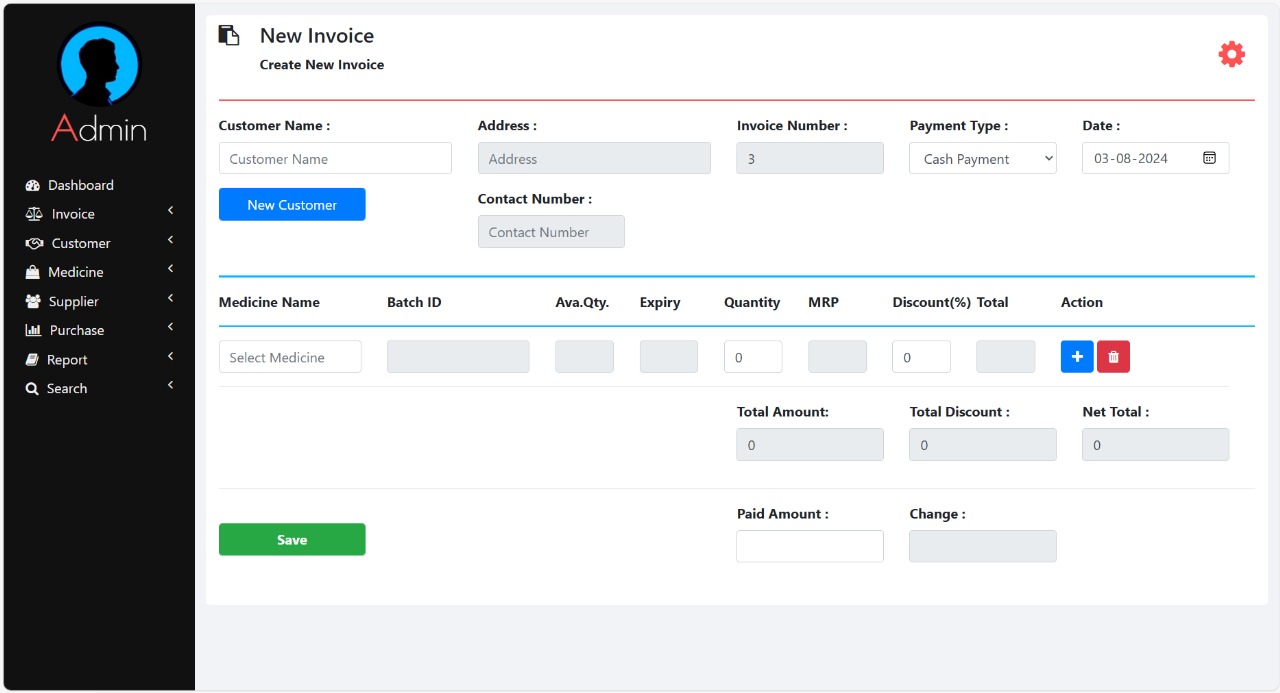 Admin
Dashboard
Invoice
Customer
Medicine
Supplier
Purchase
Report
Search
New Invoice
Create New Invoice
Customer Name : Address : Invoice Number : Payment Type : Date :
Customer Name Address 3 Cash Payment 03-08-2024
New Customer Contact Number :
Contact Number
Medicine Name Batch ID Ava.Qty. Expiry Quantity MRP Discount(%) Total Action
Select Medicine 0 0
Total Amount: Total Discount : Net Total :
0 0 0
Paid Amount : Change :
Save